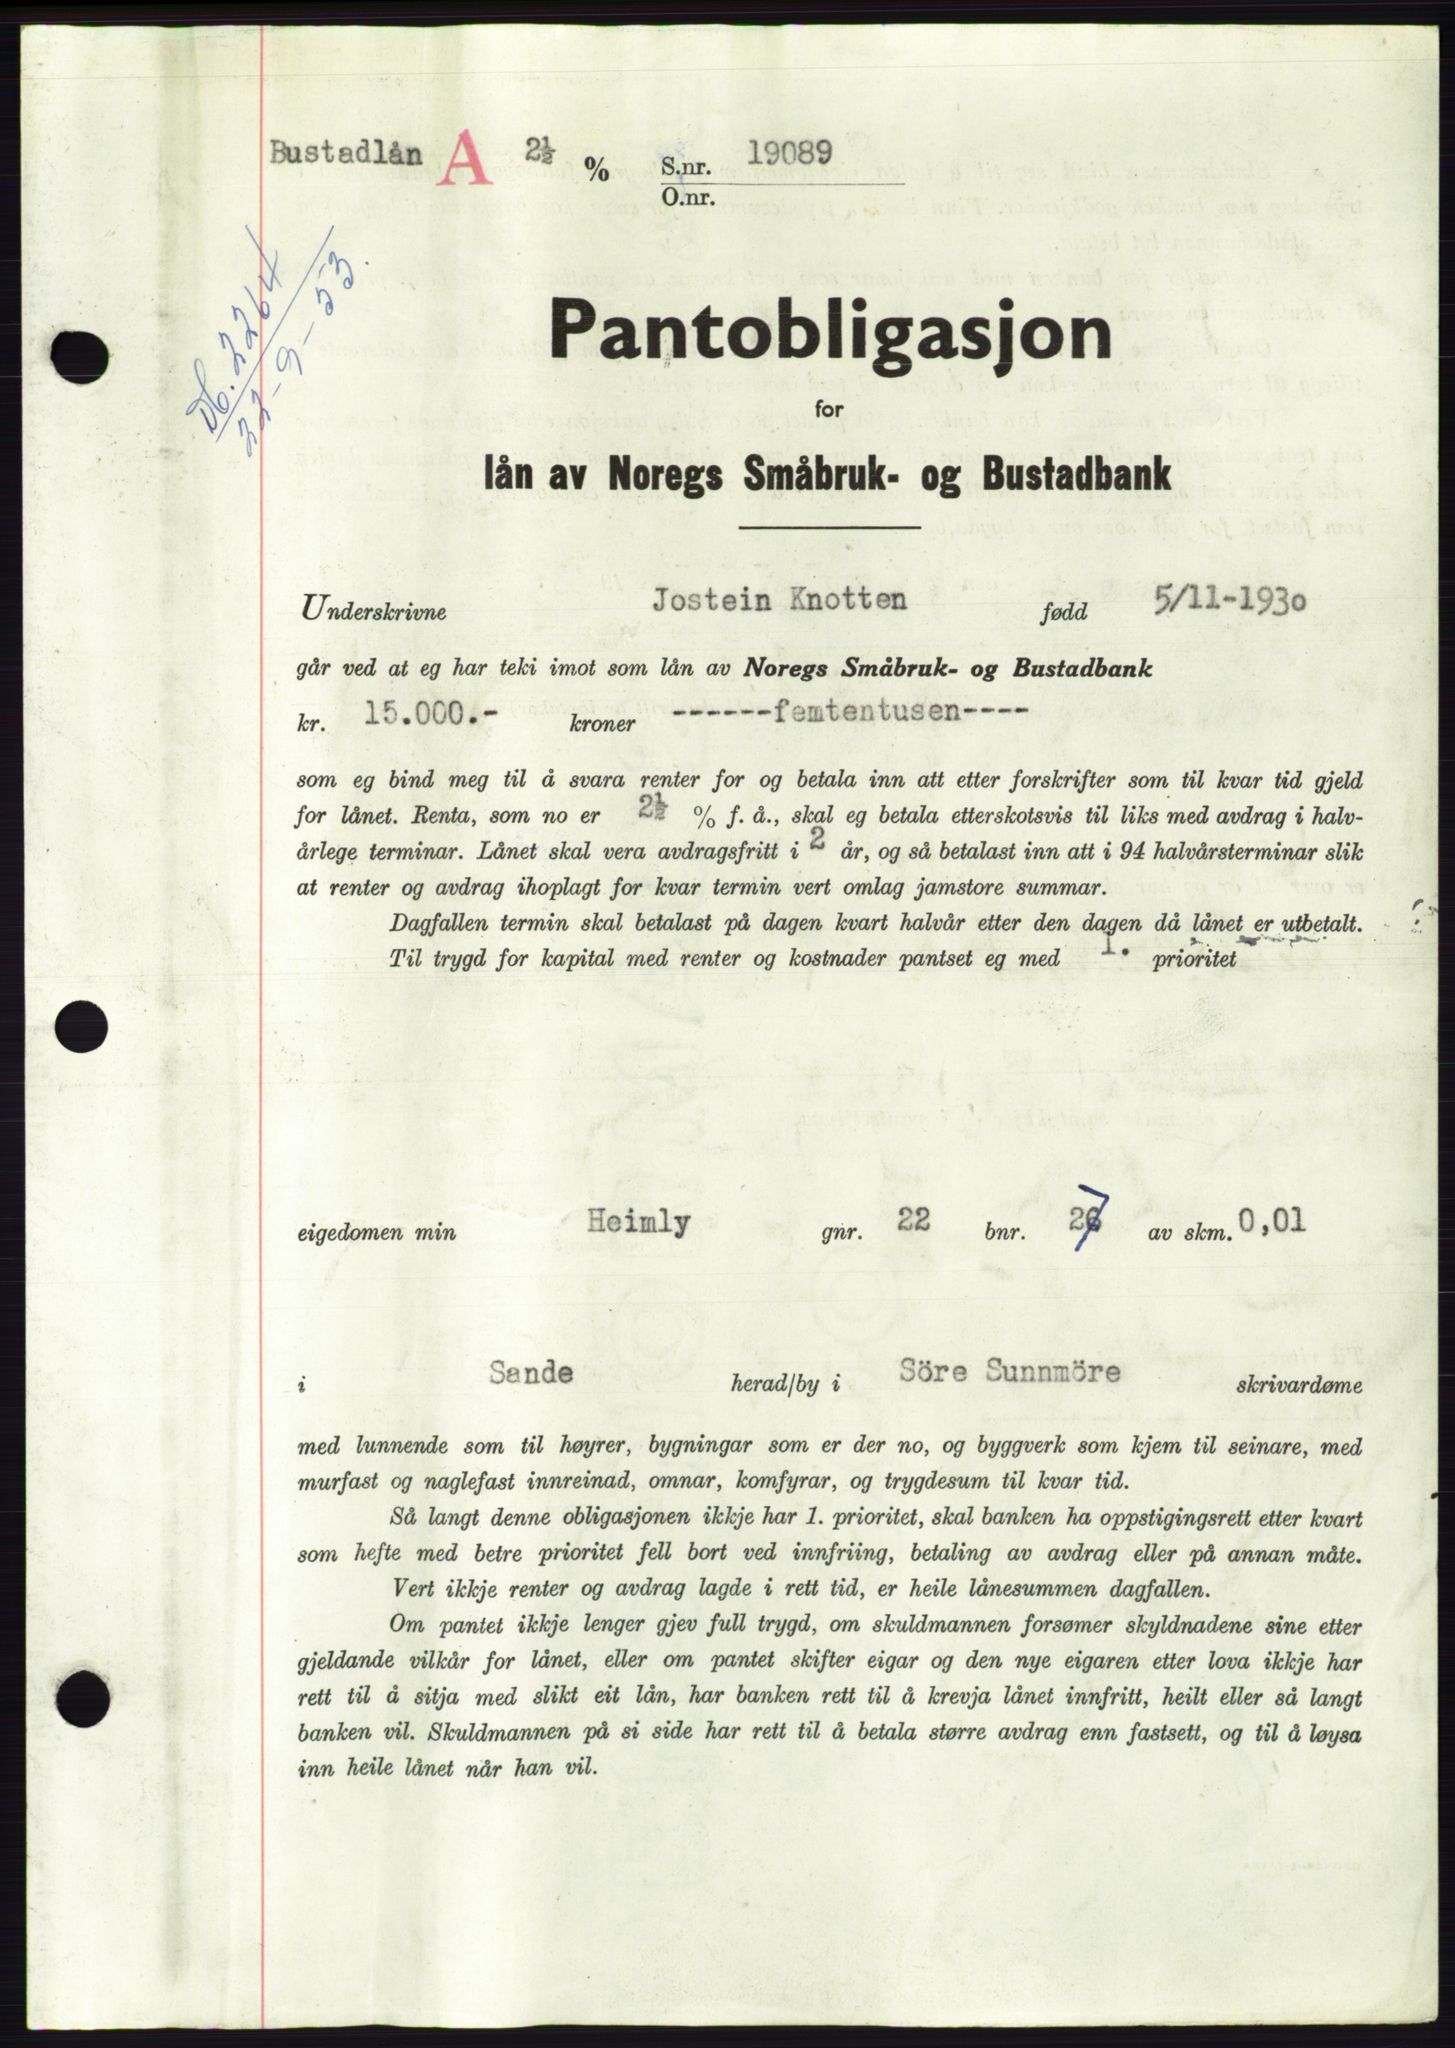 Bustadlån A 2½ % S.nr. 19089
O.nr.
Db. 2264
22-9-53.
Pantobligasjon
for
lån av Noregs Småbruk- og Bustadbank
Underskrivne Jostein Knotten fødd 5/11-1930
går ved at eg har teki imot som lån av Noregs Småbruk- og Bustadbank
kr. 15.000.- kroner ------femtentusen----
som eg bind meg til å svara renter for og betala inn att etter forskrifter som til kvar tid gjeld
for lånet. Renta, som no er 2½ % f. å., skal eg betala etterskotsvis til liks med avdrag i halv-
årlege terminar. Lånet skal vera avdragsfritt i 2 år, og så betalast inn att i 94 halvårsterminar slik
at renter og avdrag ihoplagt for kvar termin vert omlag jamstore summar.
Dagfallen termin skal betalast på dagen kvart halvår etter den dagen då lånet er utbetalt.
Til trygd for kapital med renter og kostnader pantset eg med 1. prioritet
eigedomen min Heimly gnr. 22 bnr. 27 av skm. 0,01
i Sande herad/by i Söre Sunnmöre skrivardøme
med lunnende som til høyrer, bygningar som er der no, og byggverk som kjem til seinare, med
murfast og naglefast innreinad, omnar, komfyrar, og trygdesum til kvar tid.
Så langt denne obligasjonen ikkje har 1. prioritet, skal banken ha oppstigingsrett etter kvart
som hefte med betre prioritet fell bort ved innfriing, betaling av avdrag eller på annan måte.
Vert ikkje renter og avdrag lagde i rett tid, er heile lånesummen dagfallen.
Om pantet ikkje lenger gjev full trygd, om skuldmannen forsømer skyldnadene sine etter
gjeldande vilkår for lånet, eller om pantet skifter eigar og den nye eigaren etter lova ikkje har
rett til å sitja med slikt eit lån, har banken rett til å krevja lånet innfritt, heilt eller så langt
banken vil. Skuldmannen på si side har rett til å betala større avdrag enn fastsett, og til å løysa
inn heile lånet når han vil.